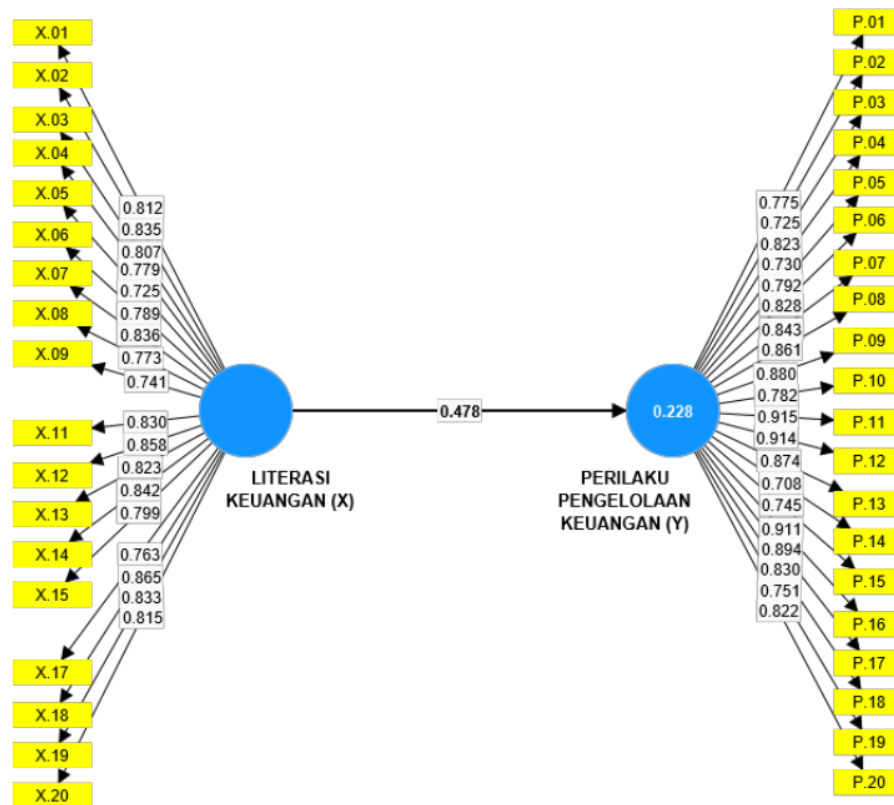 X.01
X.02
X.03
X.04
X.05
X.06
X.07
X.08
X.09
X.11
X.12
X.13
X.14
X.15
X.17
X.18
X.19
X.20
0.812
0.835
0.807
0.779
0.725
0.789
0.836
0.773
0.741
0.830
0.858
0.823
0.842
0.799
0.763
0.865
0.833
0.815
LITERASI
KEUANGAN (X)
0.478
0.228
PERILAKU
PENGELOLAAN
KEUANGAN (Y)
0.775
0.725
0.823
0.730
0.792
0.828
0.843
0.861
0.880
0.782
0.915
0.914
0.874
0.708
0.745
0.911
0.894
0.830
0.751
0.822
P.01
P.02
P.03
P.04
P.05
P.06
P.07
P.08
P.09
P.10
P.11
P.12
P.13
P.14
P.15
P.16
P.17
P.18
P.19
P.20